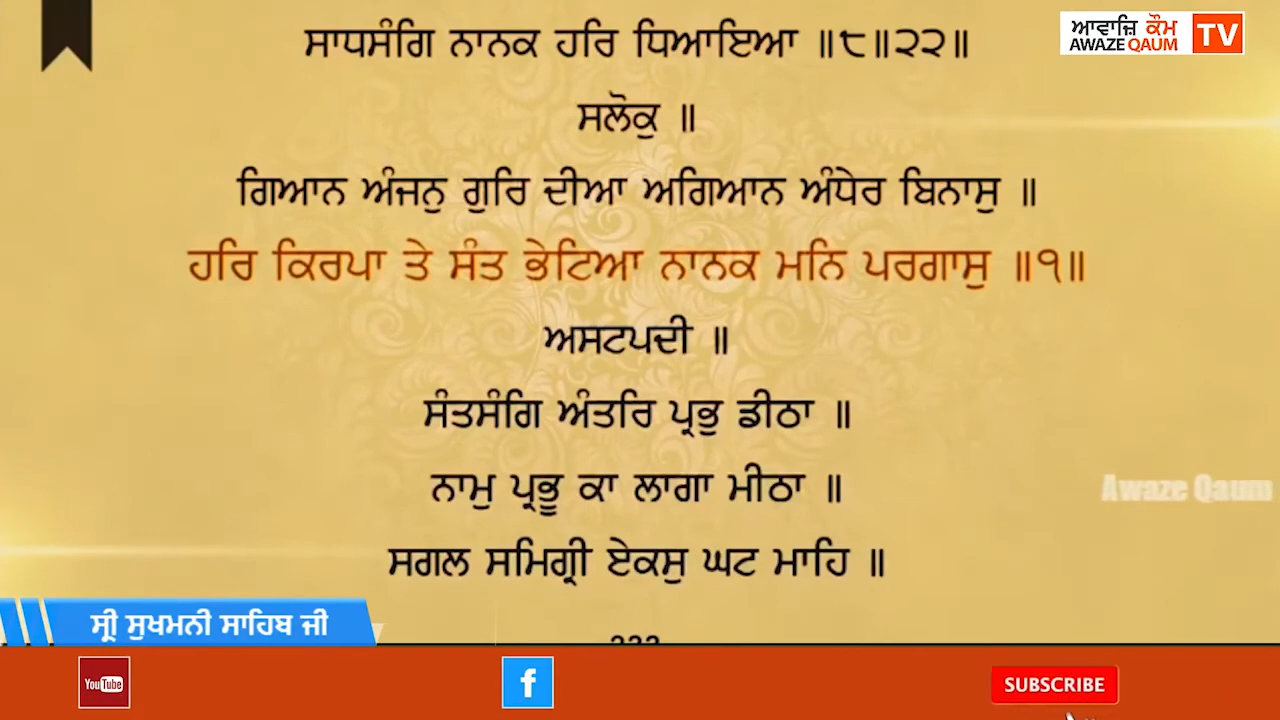 ਆਵਾਜ਼ਿ ਕੌਮ
AWAZE QAUM TV
ਸਾਧਸੰਗਿ ਨਾਨਕ ਹਰਿ ਧਿਆਇਆ ॥੮॥੨੨॥
ਸਲੋਕੁ ॥
ਗਿਆਨ ਅੰਜਨੁ ਗੁਰਿ ਦੀਆ ਅਗਿਆਨ ਅੰਧੇਰ ਬਿਨਾਸੁ ॥
ਹਰਿ ਕਿਰਪਾ ਤੇ ਸੰਤ ਭੇਟਿਆ ਨਾਨਕ ਮਨਿ ਪਰਗਾਸੁ ॥੧॥
ਅਸਟਪਦੀ ॥
ਸੰਤਸੰਗਿ ਅੰਤਰਿ ਪ੍ਰਭੁ ਡੀਠਾ ॥
ਨਾਮੁ ਪ੍ਰਭੂ ਕਾ ਲਾਗਾ ਮੀਠਾ ॥
Awaze Qaum
ਸਗਲ ਸਮਿਗ੍ਰੀ ਏਕਸੁ ਘਟ ਮਾਹਿ ॥
ਸ੍ਰੀ ਸੁਖਮਨੀ ਸਾਹਿਬ ਜੀ
YouTube
f
SUBSCRIBE